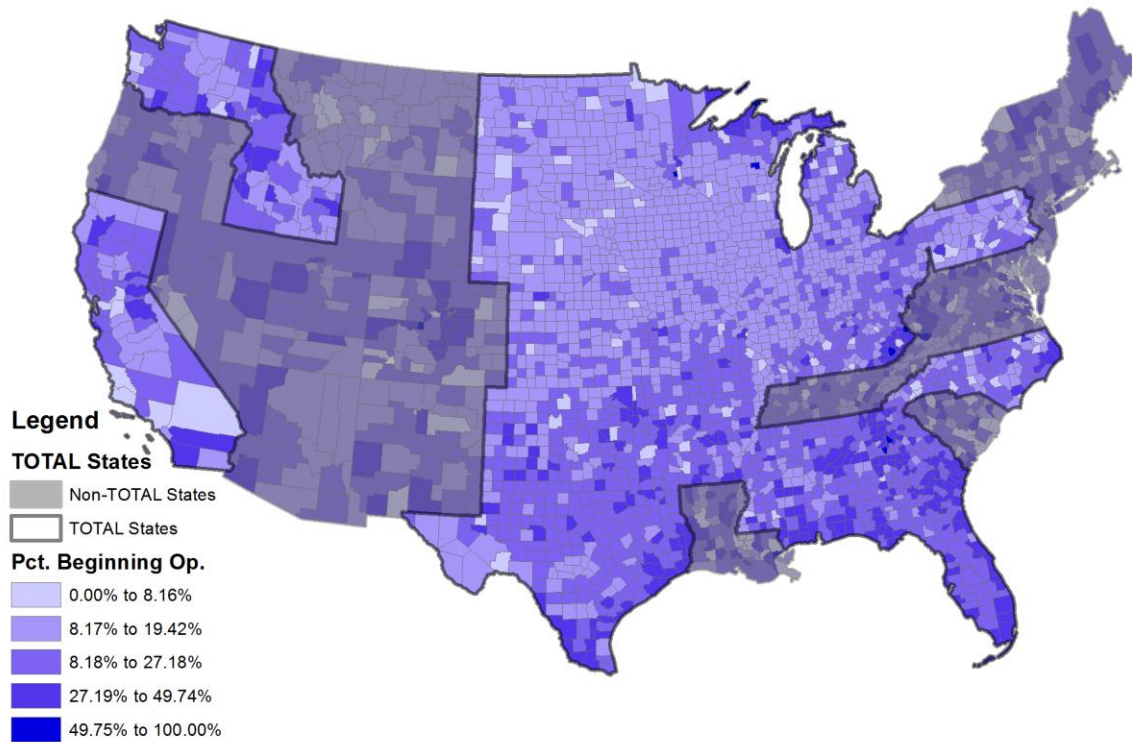 Legend
TOTAL States
Non-TOTAL States
TOTAL States
Pct. Beginning Op.
0.00% to 8.16%
8.17% to 19.42%
8.18% to 27.18%
27.19% to 49.74%
49.75% to 100.00%